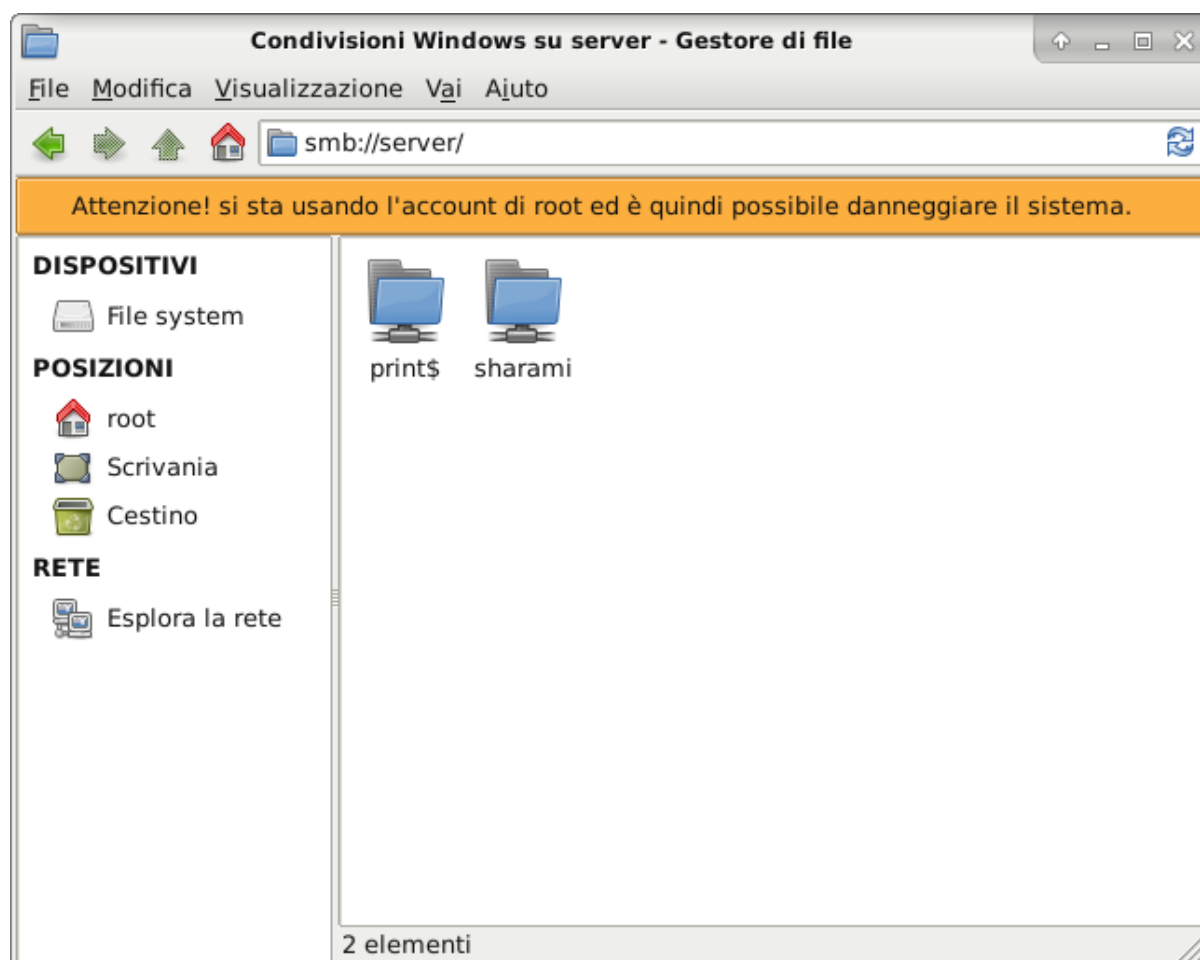 Condivisioni Windows su server - Gestore di file
File Modifica Visualizzazione Vai Aiuto
smb://server/
Attenzione! si sta usando l'account di root ed è quindi possibile danneggiare il sistema.
DISPOSITIVI
File system
POSIZIONI
root
Scrivania
Cestino
RETE
Esplora la rete
print$ sharami
2 elementi